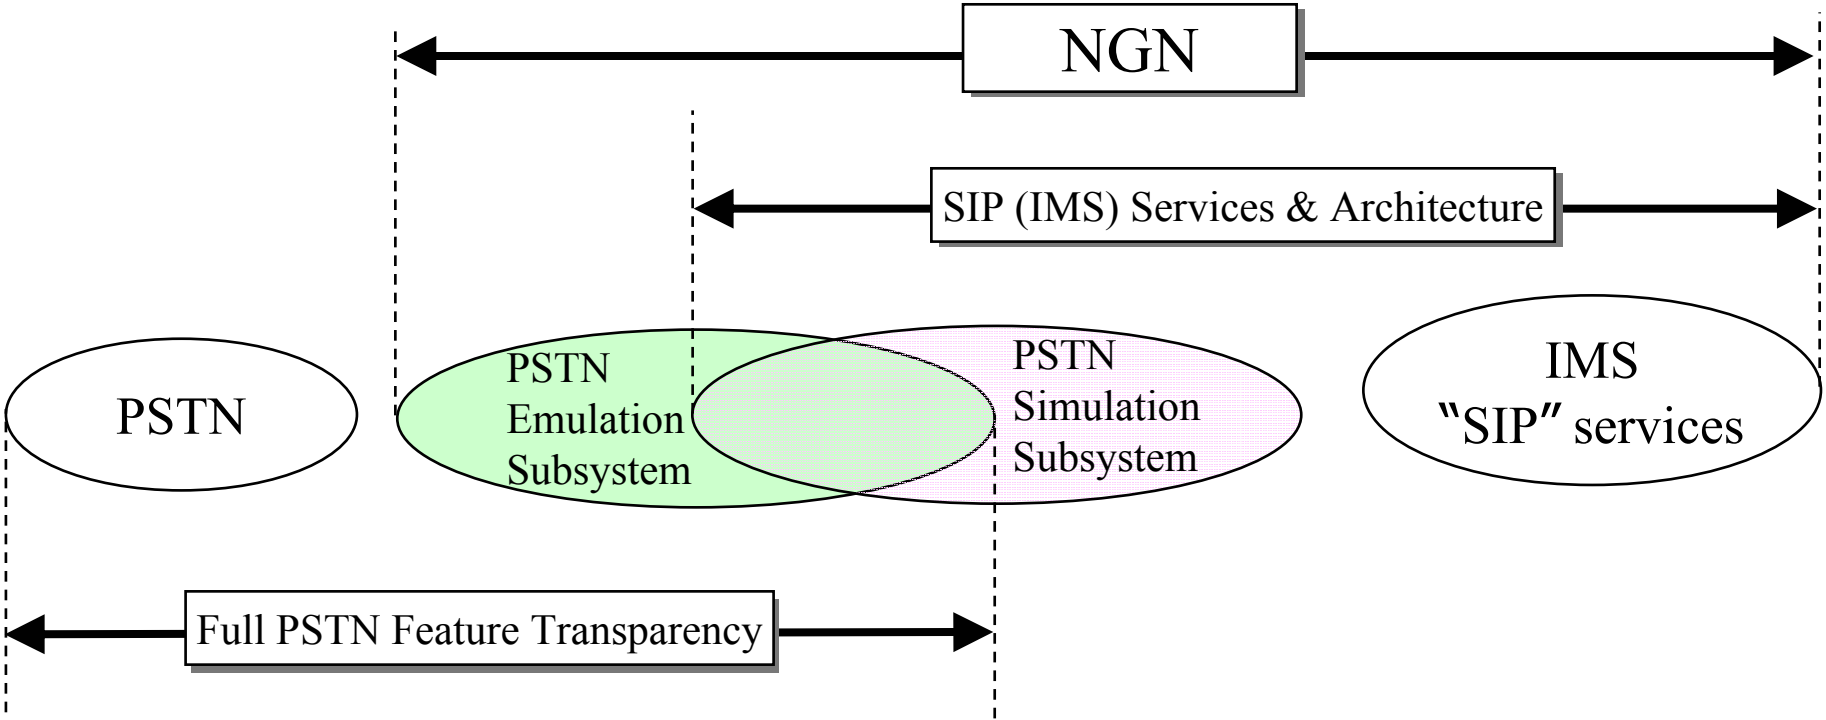 NGN
SIP (IMS) Services & Architecture
PSTN
PSTN
Emulation
Subsystem
PSTN
Simulation
Subsystem
IMS
“SIP” services
Full PSTN Feature Transparency